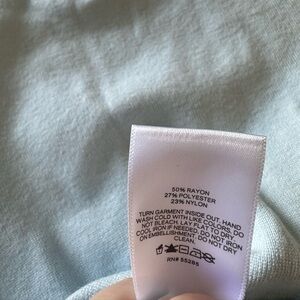 50% RAYON
27% POLYESTER
23% NYLON
TURN GARMENT INSIDE OUT. HAND
WASH COLD WITH LIKE COLORS. DO
NOT BLEACH. LAY FLAT TO DRY. DO
COOL IRON IF NEEDED. DO NOT IRON
ON EMBELLISHMENT. DO NOT DRY
CLEAN.
RN# 55285